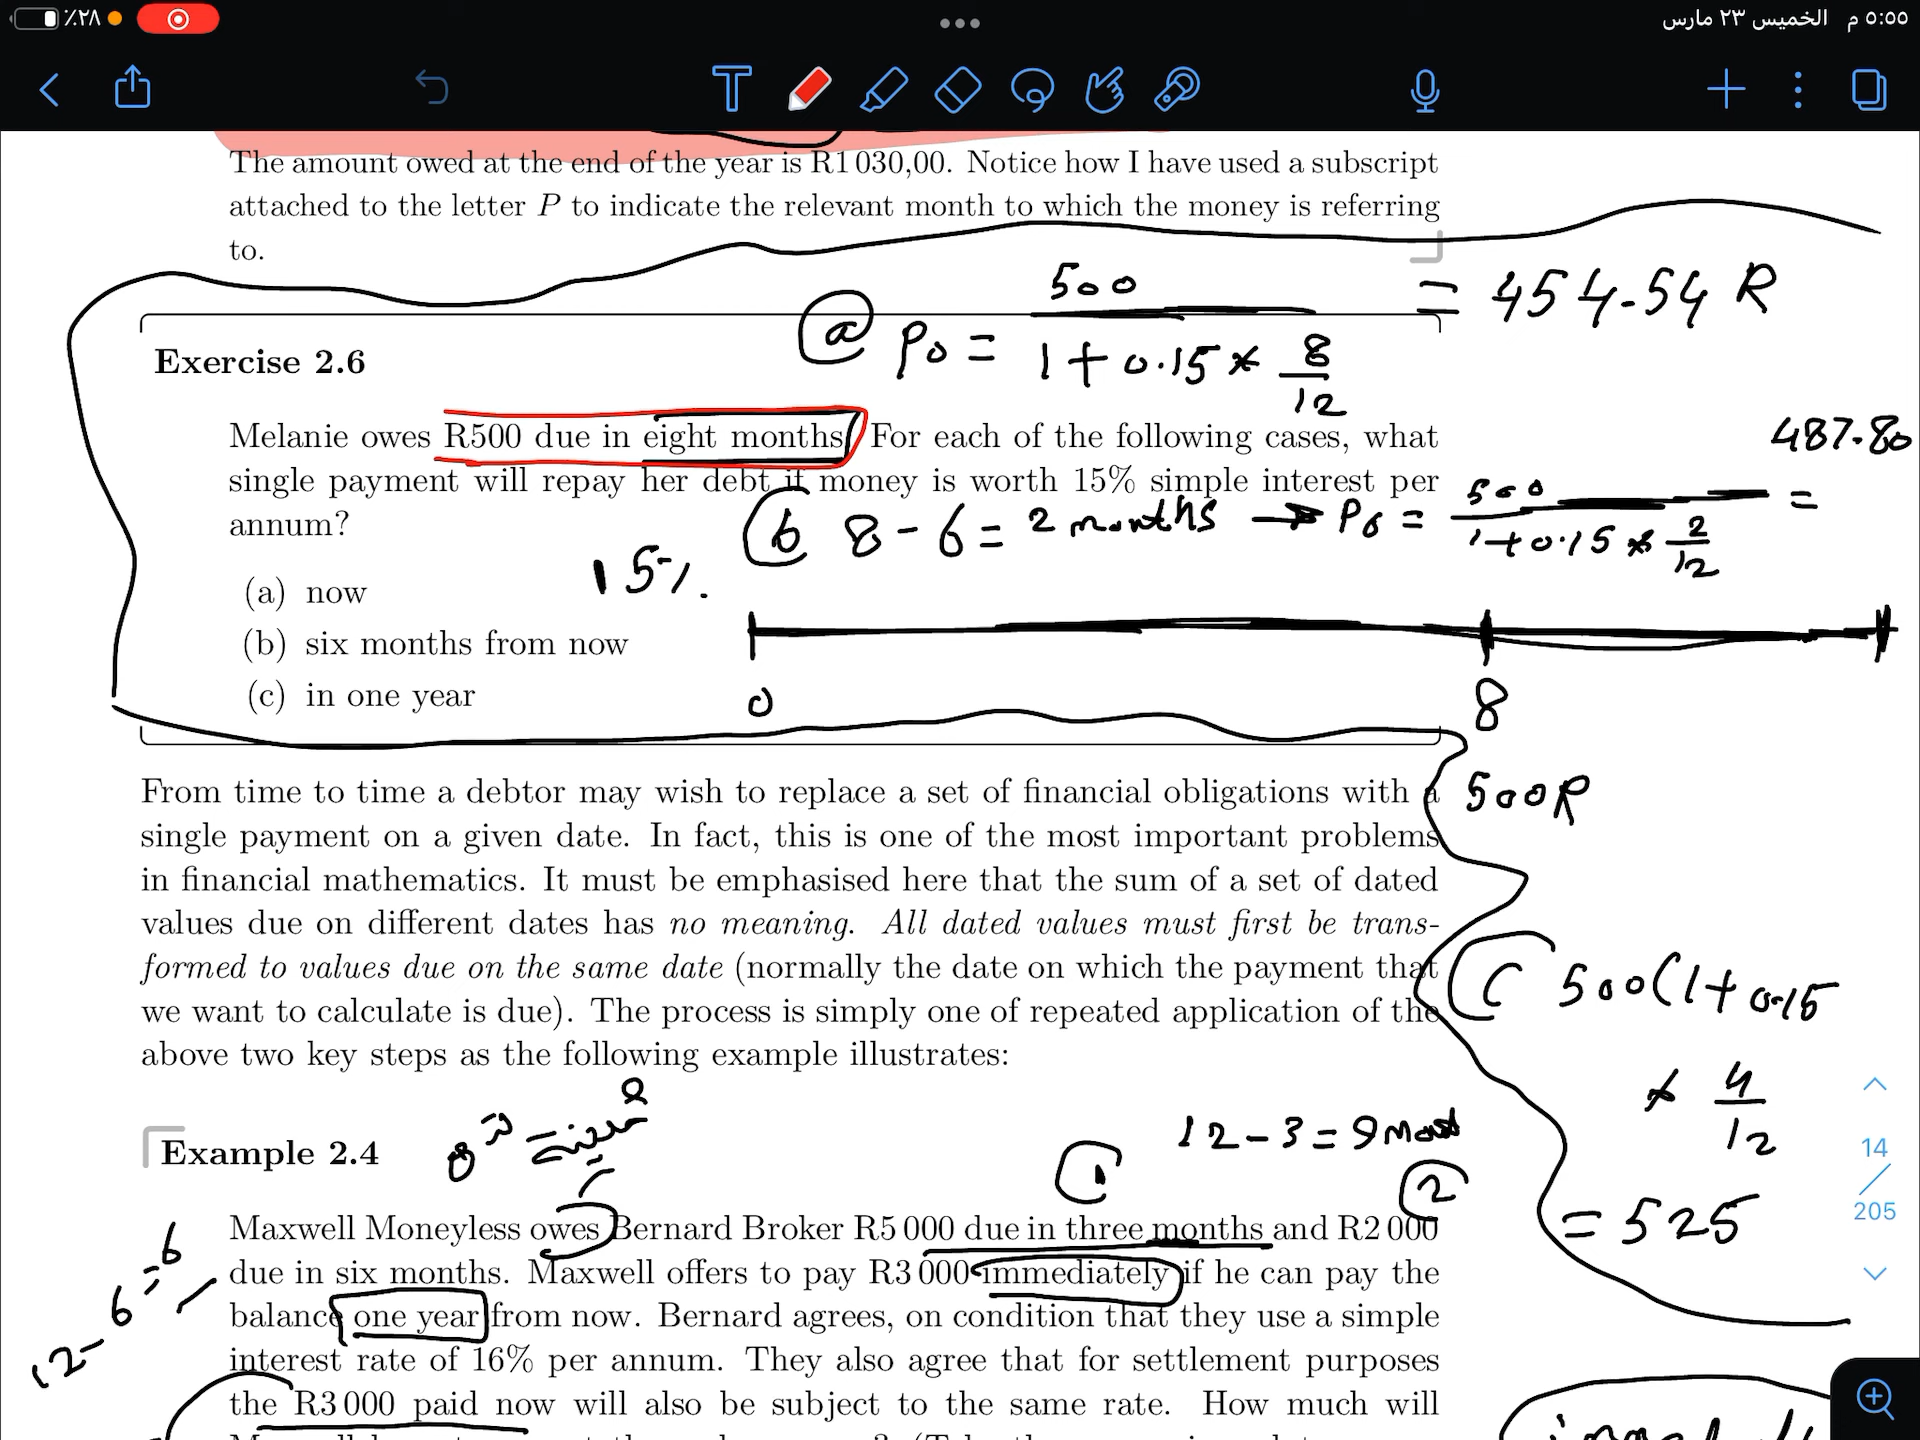 ٪٢٨
٥:٥٥ م الخميس ٢٣ مارس
The amount owed at the end of the year is R1 030,00. Notice how I have used a subscript
attached to the letter P to indicate the relevant month to which the money is referring
to.
(a) P0 = 500 / 1 + 0.15 * 8/12 = 454.54 R
Exercise 2.6
Melanie owes R500 due in eight months. For each of the following cases, what
single payment will repay her debt if money is worth 15% simple interest per
annum?
(b 8 - 6 = 2 months → P6 = 500 / 1+0.15 * 2/12 = 487.80
15%.
(a) now
(b) six months from now
(c) in one year
0 8
500R
From time to time a debtor may wish to replace a set of financial obligations with a
single payment on a given date. In fact, this is one of the most important problems
in financial mathematics. It must be emphasised here that the sum of a set of dated
values due on different dates has no meaning. All dated values must first be trans-
formed to values due on the same date (normally the date on which the payment that
we want to calculate is due). The process is simply one of repeated application of the
above two key steps as the following example illustrates:
(C 500(1+0.15
* 4/12
= 525
14
205
Example 2.4
12-3=9 month
1
2
Maxwell Moneyless owes Bernard Broker R5 000 due in three months and R2 000
due in six months. Maxwell offers to pay R3 000 immediately if he can pay the
balance one year from now. Bernard agrees, on condition that they use a simple
interest rate of 16% per annum. They also agree that for settlement purposes
the R3 000 paid now will also be subject to the same rate. How much will
12-6=6